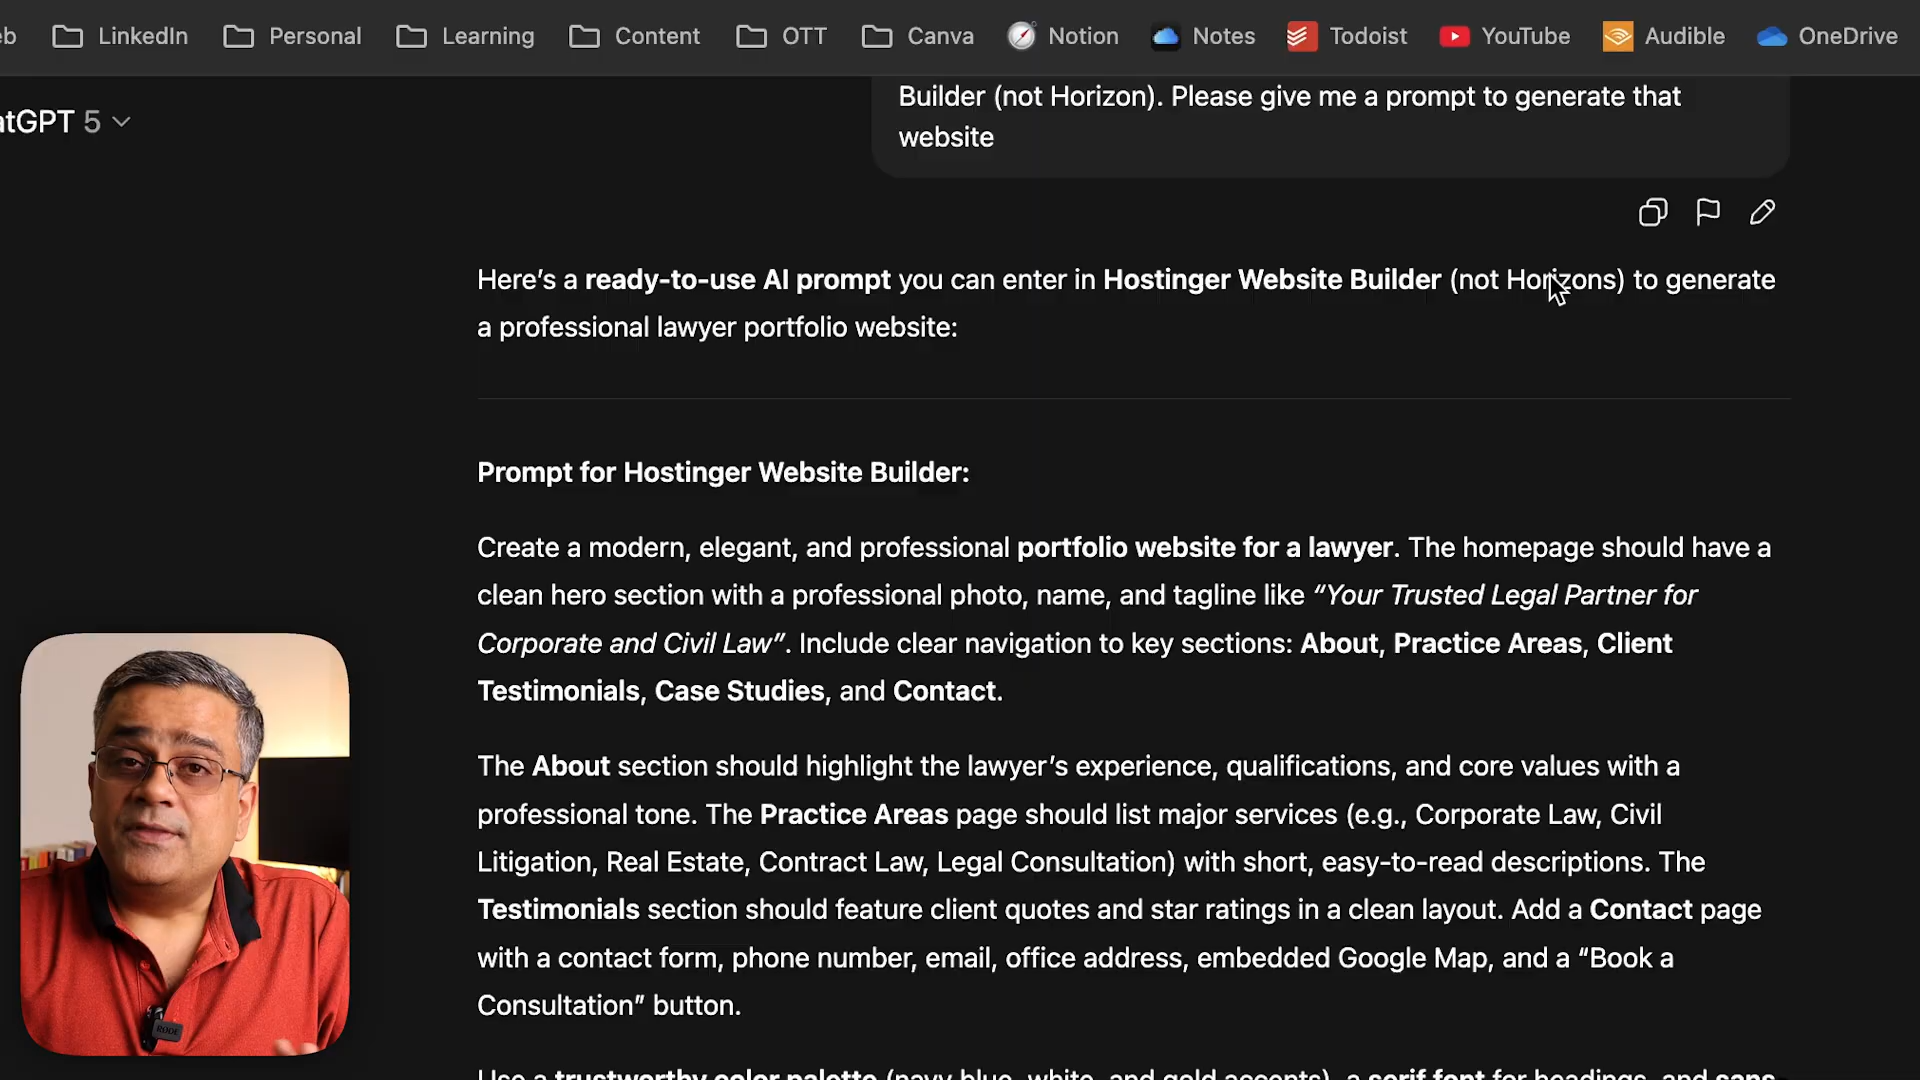 LinkedIn Personal Learning Content OTT Canva Notion Notes Todoist YouTube Audible OneDrive
Builder (not Horizon). Please give me a prompt to generate that
website
atGPT 5
Here’s a ready-to-use AI prompt you can enter in Hostinger Website Builder (not Horizons) to generate
a professional lawyer portfolio website:
Prompt for Hostinger Website Builder:
Create a modern, elegant, and professional portfolio website for a lawyer. The homepage should have a
clean hero section with a professional photo, name, and tagline like “Your Trusted Legal Partner for
Corporate and Civil Law”. Include clear navigation to key sections: About, Practice Areas, Client
Testimonials, Case Studies, and Contact.
The About section should highlight the lawyer’s experience, qualifications, and core values with a
professional tone. The Practice Areas page should list major services (e.g., Corporate Law, Civil
Litigation, Real Estate, Contract Law, Legal Consultation) with short, easy-to-read descriptions. The
Testimonials section should feature client quotes and star ratings in a clean layout. Add a Contact page
with a contact form, phone number, email, office address, embedded Google Map, and a “Book a
Consultation” button.
Use a trustworthy color palette (navy blue, white, and gold accents), a serif font for headings, and sans
RODE